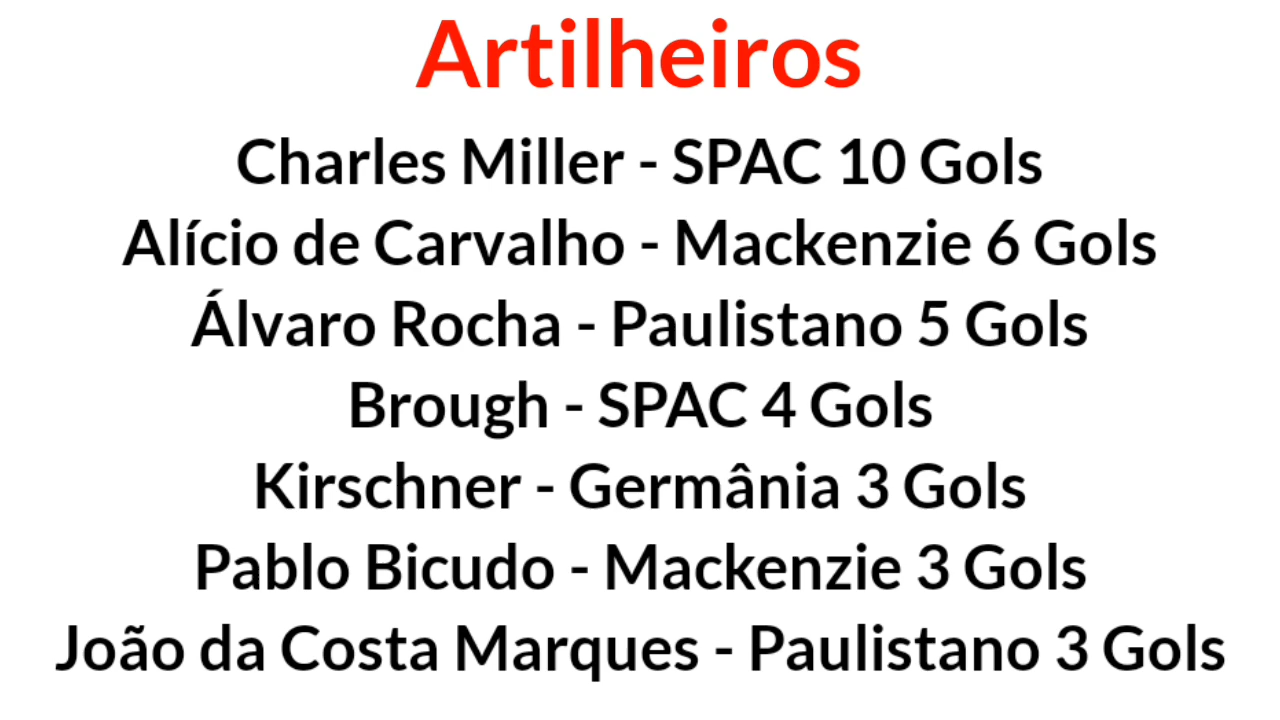 Artilheiros
Charles Miller - SPAC 10 Gols
Alício de Carvalho - Mackenzie 6 Gols
Álvaro Rocha - Paulistano 5 Gols
Brough - SPAC 4 Gols
Kirschner - Germânia 3 Gols
Pablo Bicudo - Mackenzie 3 Gols
João da Costa Marques - Paulistano 3 Gols